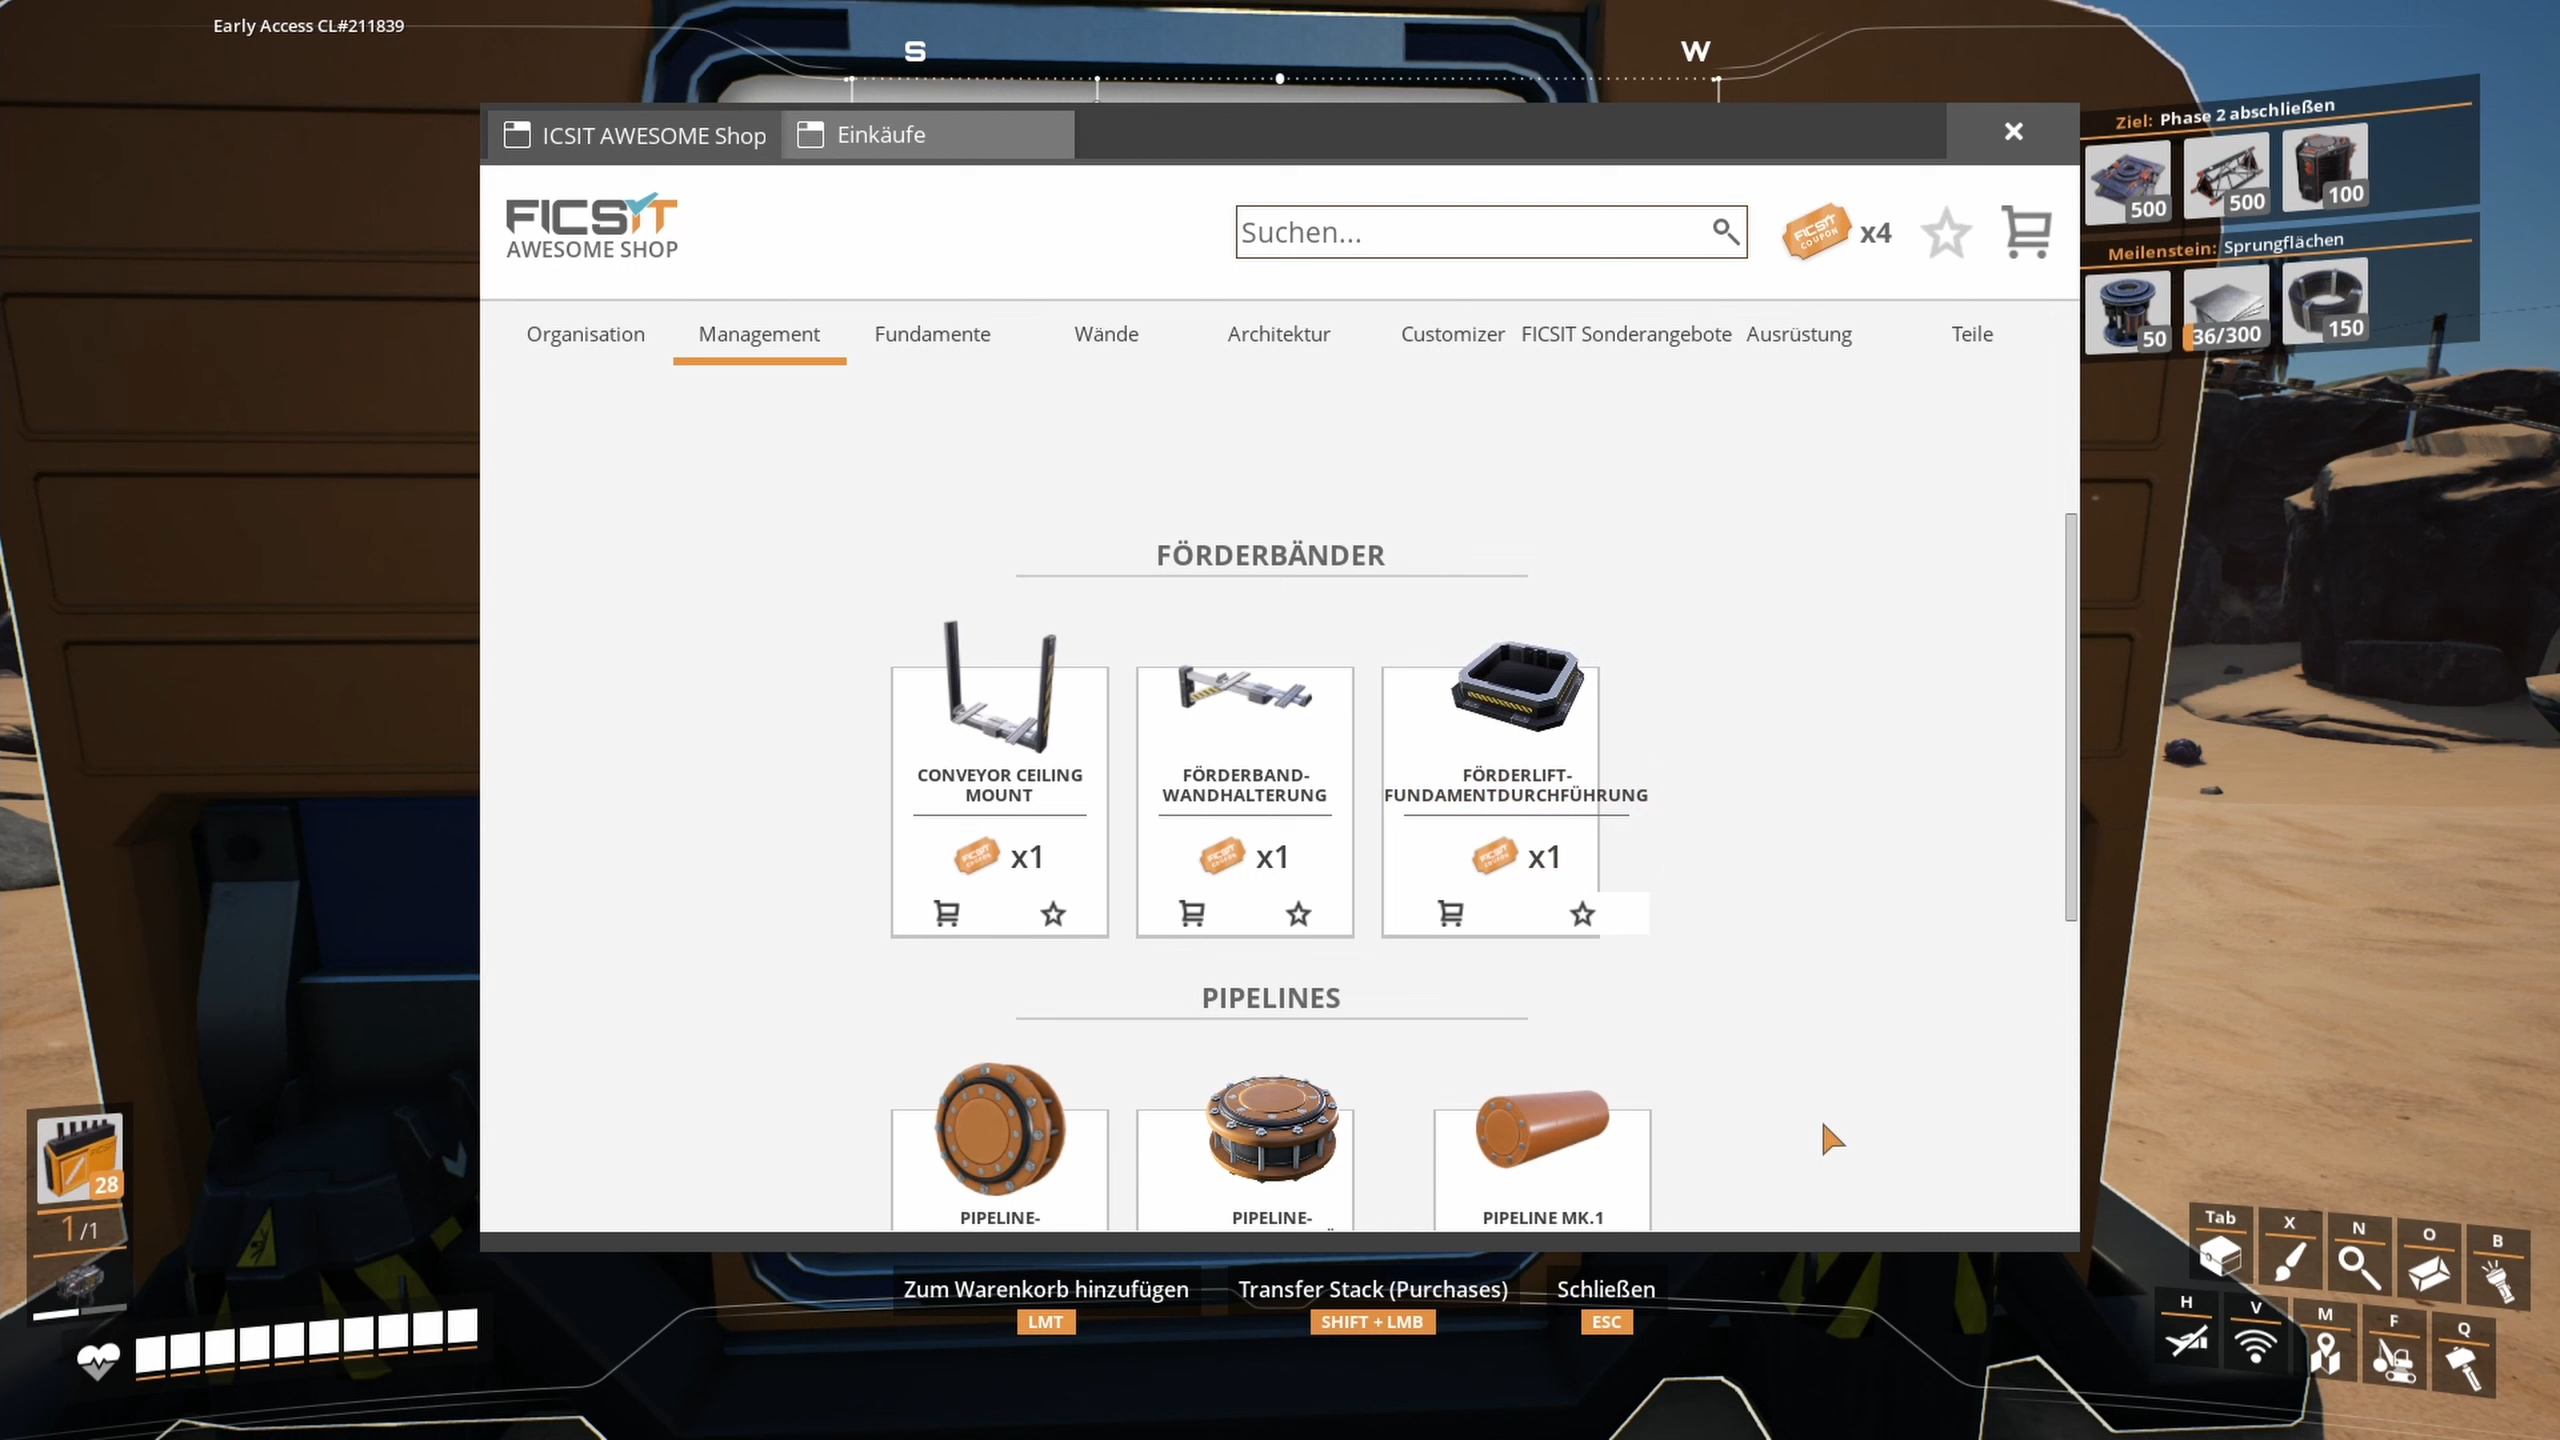 Early Access CL#211839
S
W
ICSIT AWESOME Shop
Einkäufe
FICSIT
AWESOME SHOP
Suchen...
FICSIT
COUPON
x4
Organisation
Management
Fundamente
Wände
Architektur
Customizer
FICSIT Sonderangebote
Ausrüstung
Teile
Ziel: Phase 2 abschließen
500
500
100
Meilenstein: Sprungflächen
50
36/300
150
FÖRDERBÄNDER
CONVEYOR CEILING
MOUNT
x1
FÖRDERBAND-
WANDHALTERUNG
x1
FÖRDERLIFT-
FUNDAMENTDURCHFÜHRUNG
x1
PIPELINES
PIPELINE-
PIPELINE-
PIPELINE MK.1
28
1/1
Zum Warenkorb hinzufügen
LMT
Transfer Stack (Purchases)
SHIFT + LMB
Schließen
ESC
Tab
X
N
O
B
H
V
M
F
Q